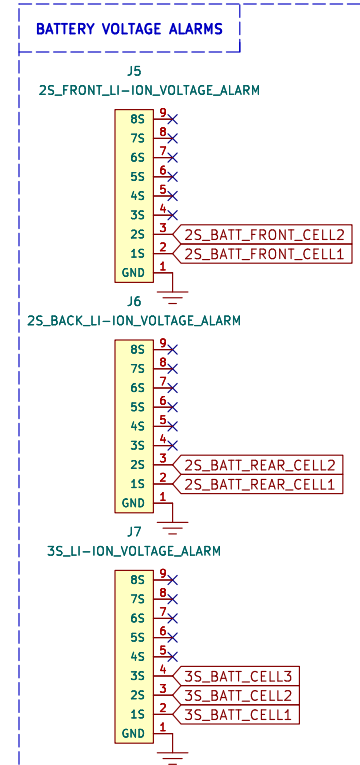 BATTERY VOLTAGE ALARMS
J5
2S_FRONT_LI-ION_VOLTAGE_ALARM
8S 9
7S 8
6S 7
5S 6
4S 5
3S 4
2S 3 2S_BATT_FRONT_CELL2
1S 2 2S_BATT_FRONT_CELL1
GND 1
J6
2S_BACK_LI-ION_VOLTAGE_ALARM
8S 9
7S 8
6S 7
5S 6
4S 5
3S 4
2S 3 2S_BATT_REAR_CELL2
1S 2 2S_BATT_REAR_CELL1
GND 1
J7
3S_LI-ION_VOLTAGE_ALARM
8S 9
7S 8
6S 7
5S 6
4S 5
3S 4 3S_BATT_CELL3
2S 3 3S_BATT_CELL2
1S 2 3S_BATT_CELL1
GND 1